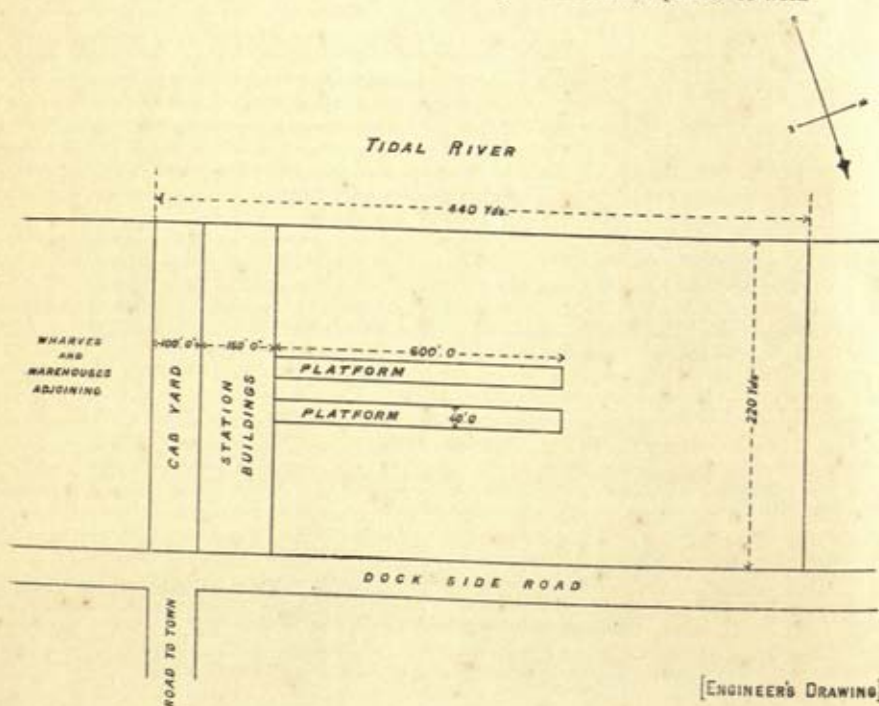 TIDAL RIVER
440 Yds.
WHARVES
AND
WAREHOUSES
ADJOINING
100'.0"
150'.0"
600'.0
PLATFORM
PLATFORM
40'.0
CAB YARD
STATION
BUILDINGS
220 Yds
DOCK SIDE ROAD
ROAD TO TOWN
[ENGINEER'S DRAWING]